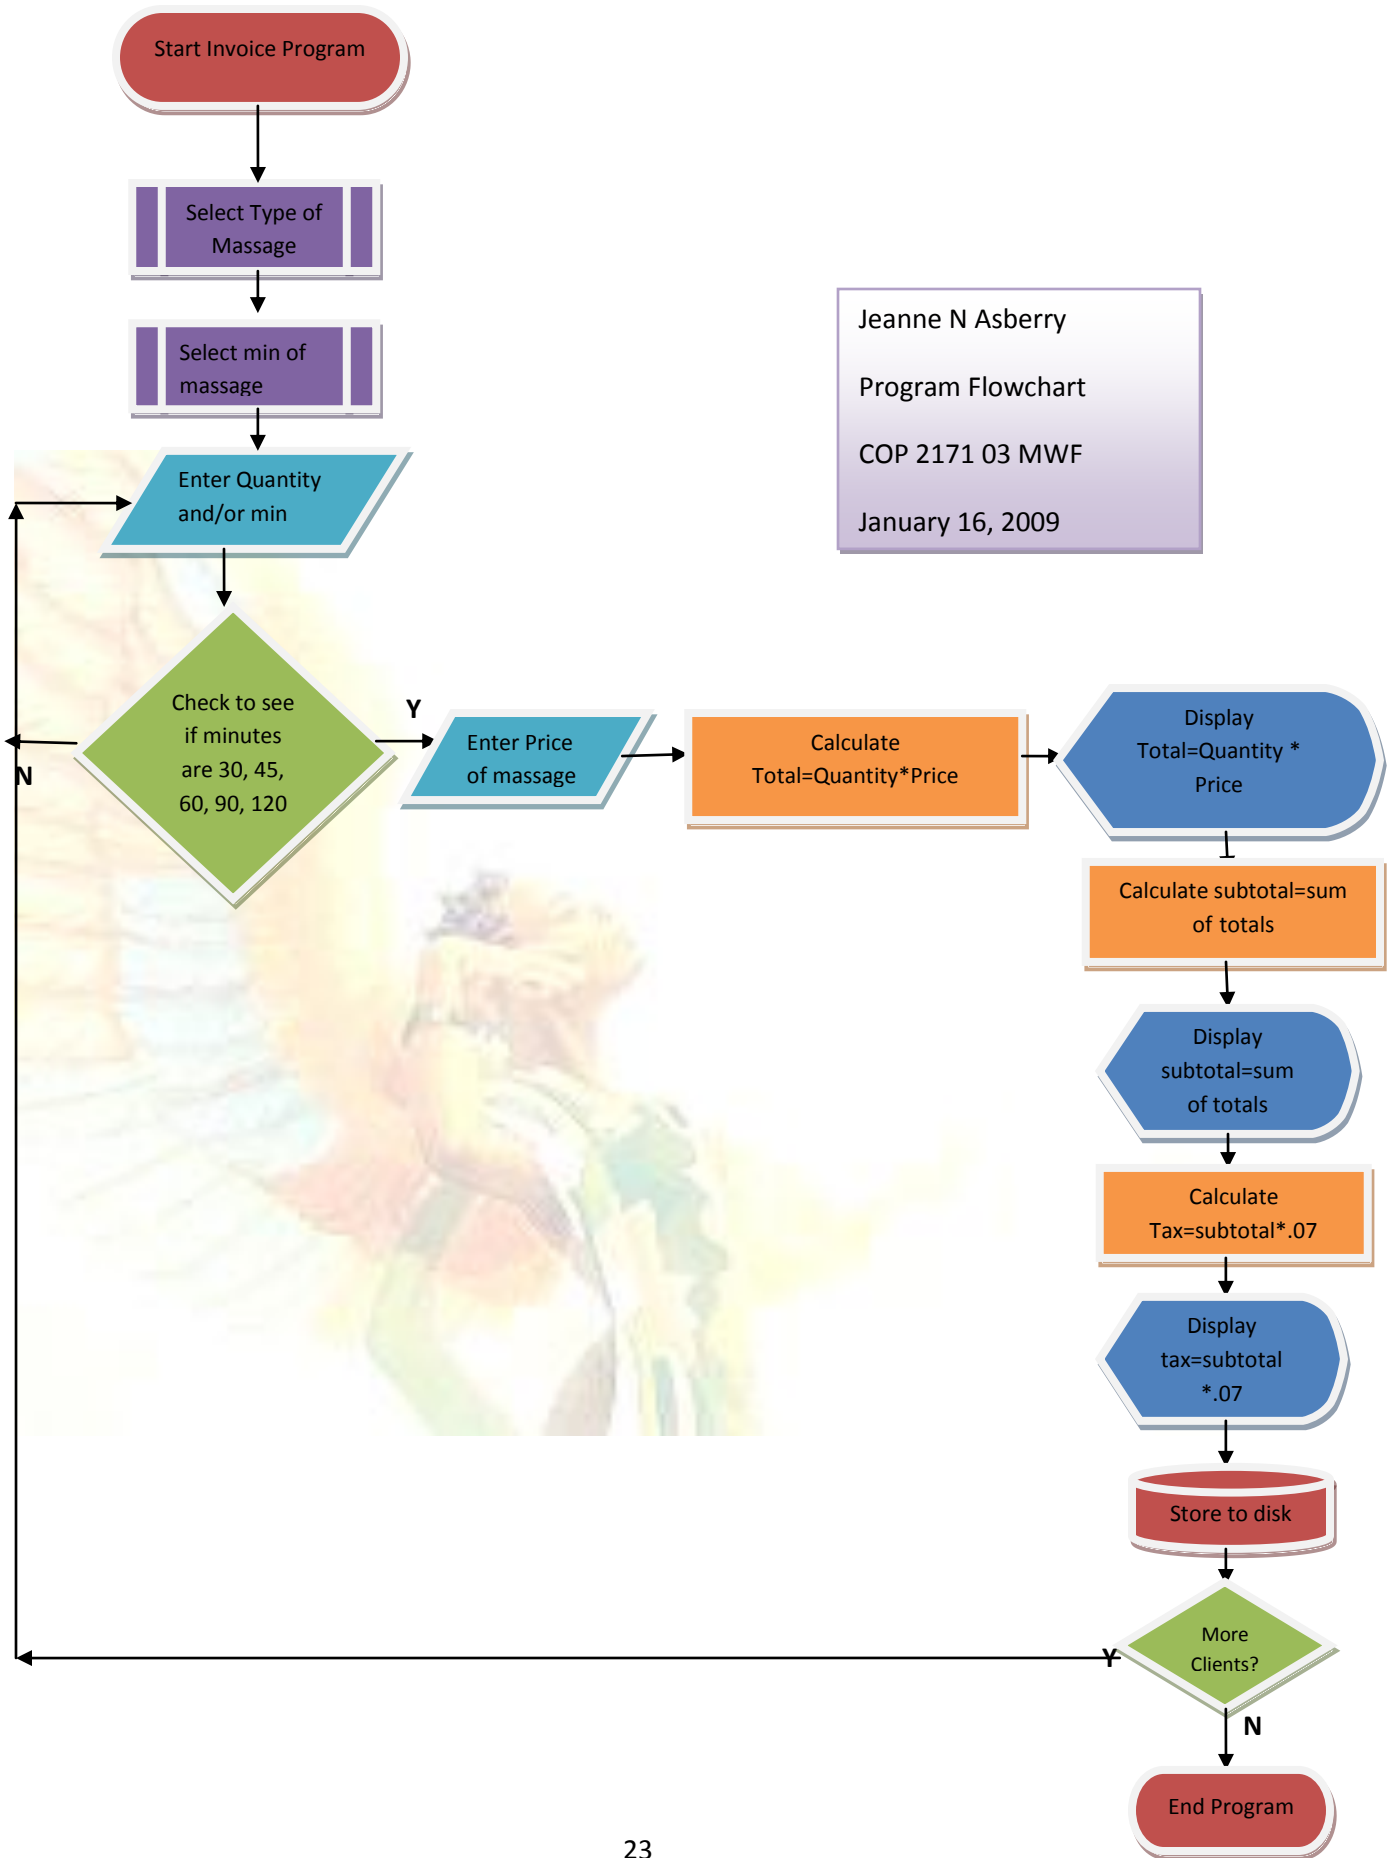 Start Invoice Program
Select Type of
Massage
Select min of
massage
Jeanne N Asberry
Program Flowchart
COP 2171 03 MWF
January 16, 2009
Enter Quantity
and/or min
Check to see
if minutes
are 30, 45,
60, 90, 120
N
Y
Enter Price
of massage
Calculate
Total=Quantity*Price
Display
Total=Quantity *
Price
Calculate subtotal=sum
of totals
Display
subtotal=sum
of totals
Calculate
Tax=subtotal*.07
Display
tax=subtotal
*.07
Store to disk
More
Clients?
Y
N
End Program
23